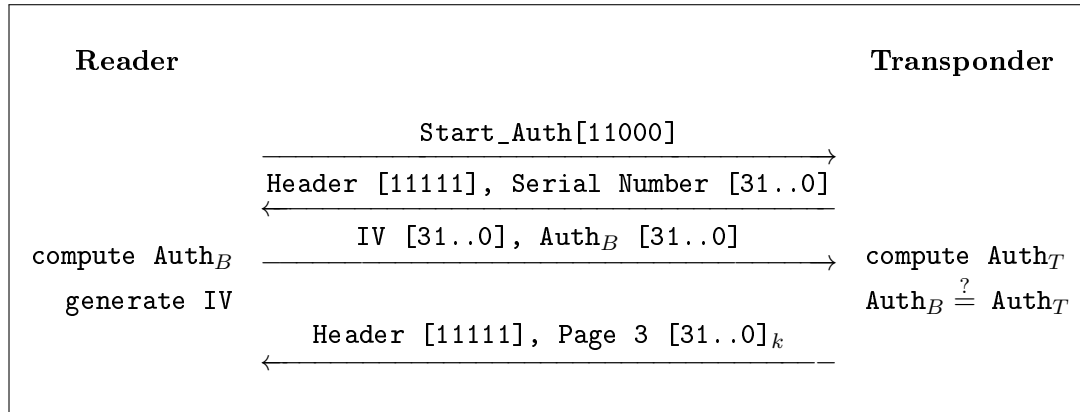 Reader Transponder
Start_Auth[11000]
Header [11111], Serial Number [31..0]
IV [31..0], Auth_B [31..0]
compute Auth_B compute Auth_T
generate IV Auth_B ?= Auth_T
Header [11111], Page 3 [31..0]_k